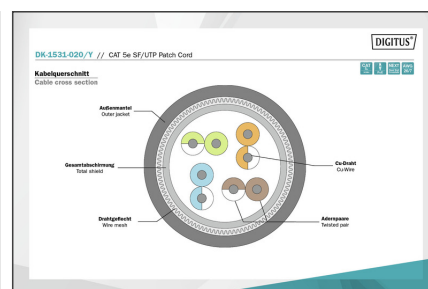 DIGITUS®
DK-1531-020/Y // CAT 5e SF/UTP Patch Cord
Kabelquerschnitt
Cable cross section
Außenmantel
Outer jacket
Gesamtabschirmung
Total shield
Cu-Draht
Cu-Wire
Drahtgeflecht
Wire mesh
Aderspaare
Twisted pair